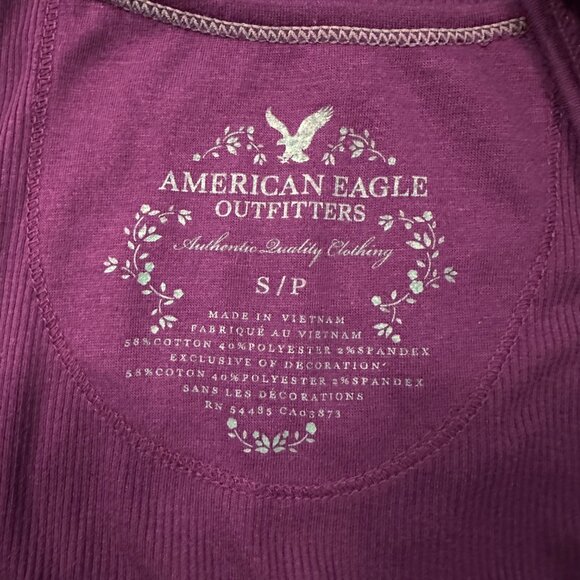 AMERICAN EAGLE
OUTFITTERS
Authentic Quality Clothing
S/P
MADE IN VIETNAM
FABRIQUÉ AU VIETNAM
58%COTTON 40%POLYESTER 2%SPANDEX
EXCLUSIVE OF DECORATION
58%COTON 40%POLYESTER 2%SPANDEX
SANS LES DÉCORATIONS
RN 54485 CA03873